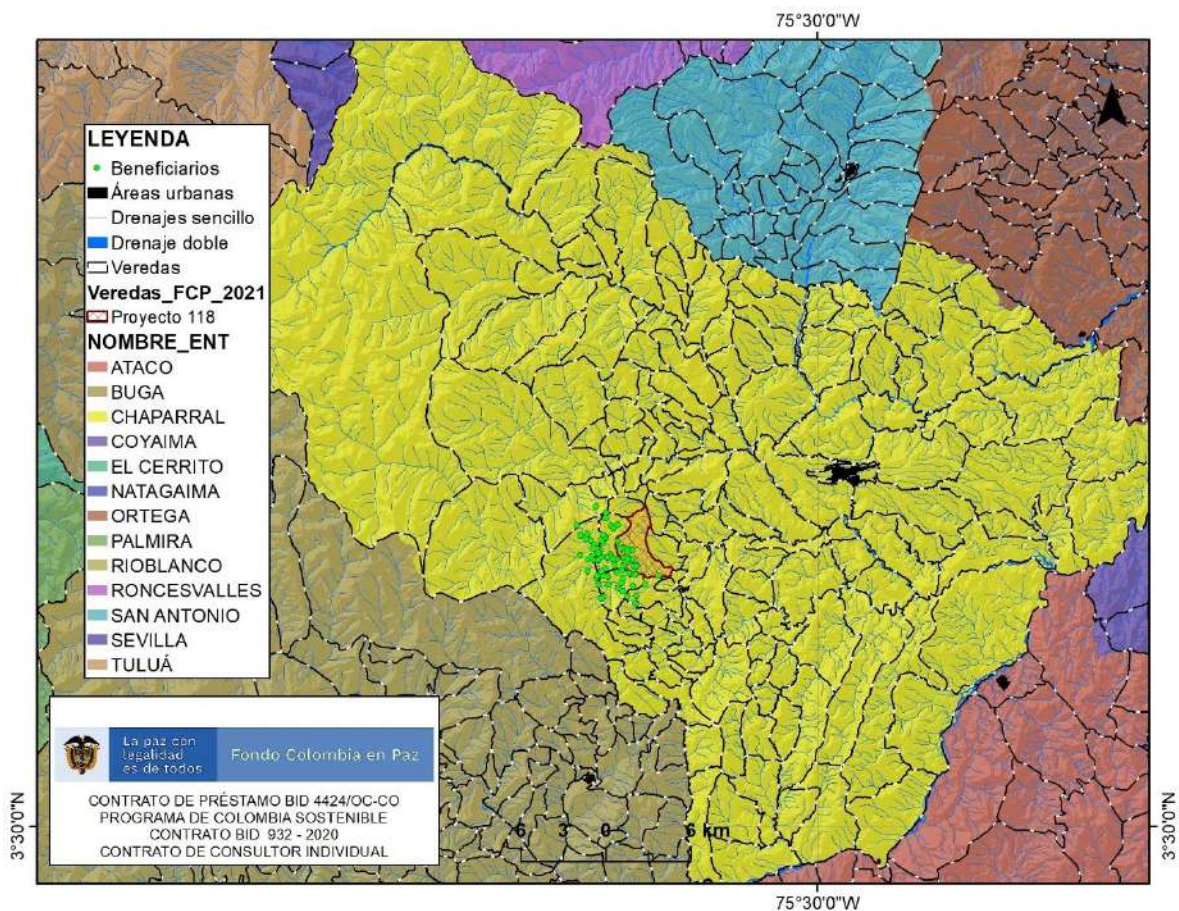 75°30'0"W
LEYENDA
Beneficiarios
Áreas urbanas
Drenajes sencillo
Drenaje doble
Veredas
Veredas_FCP_2021
Proyecto 118
NOMBRE_ENT
ATACO
BUGA
CHAPARRAL
COYAIMA
EL CERRITO
NATAGAIMA
ORTEGA
PALMIRA
RIOBLANCO
RONCESVALLES
SAN ANTONIO
SEVILLA
TULUÁ
La paz con
legalidad
es de todos
Fondo Colombia en Paz
CONTRATO DE PRÉSTAMO BID 4424/OC-CO
PROGRAMA DE COLOMBIA SOSTENIBLE
CONTRATO BID 932 - 2020
CONTRATO DE CONSULTOR INDIVIDUAL
6 3 0 6 km
3°30'0"N
3°30'0"N
75°30'0"W